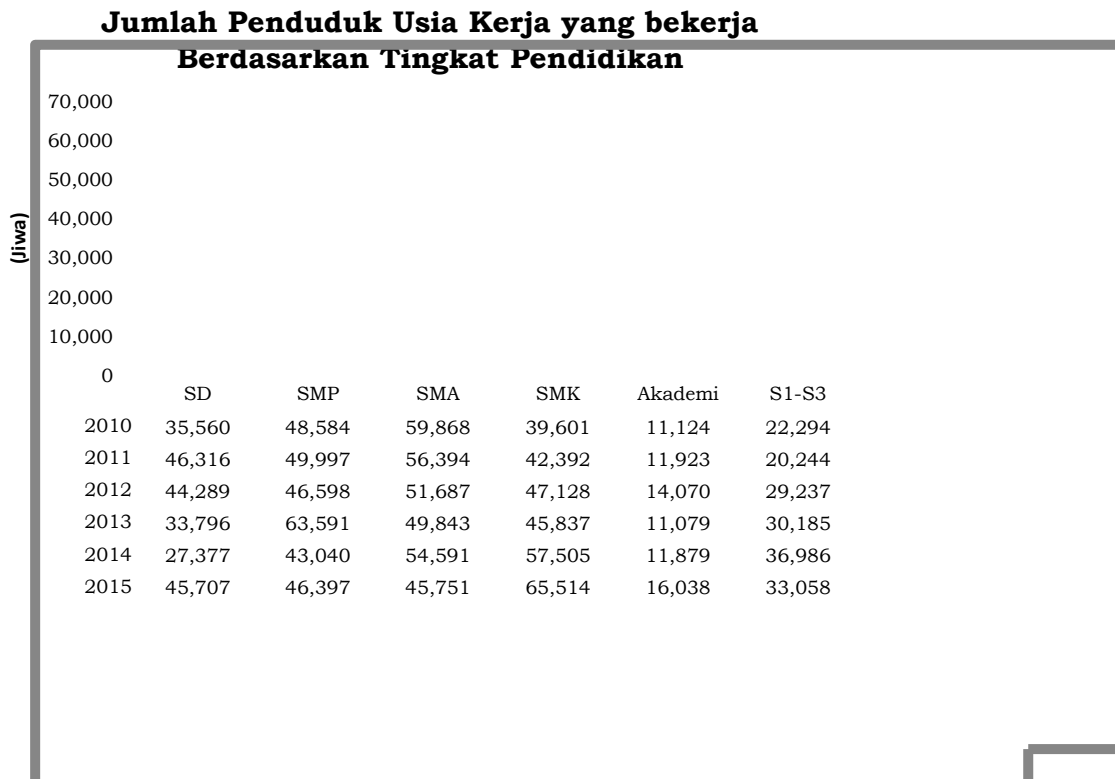 Jumlah Penduduk Usia Kerja yang bekerja
Berdasarkan Tingkat Pendidikan
70,000
60,000
50,000
40,000
30,000
20,000
10,000
0
(Jiwa)
SD SMP SMA SMK Akademi S1-S3
2010 35,560 48,584 59,868 39,601 11,124 22,294
2011 46,316 49,997 56,394 42,392 11,923 20,244
2012 44,289 46,598 51,687 47,128 14,070 29,237
2013 33,796 63,591 49,843 45,837 11,079 30,185
2014 27,377 43,040 54,591 57,505 11,879 36,986
2015 45,707 46,397 45,751 65,514 16,038 33,058